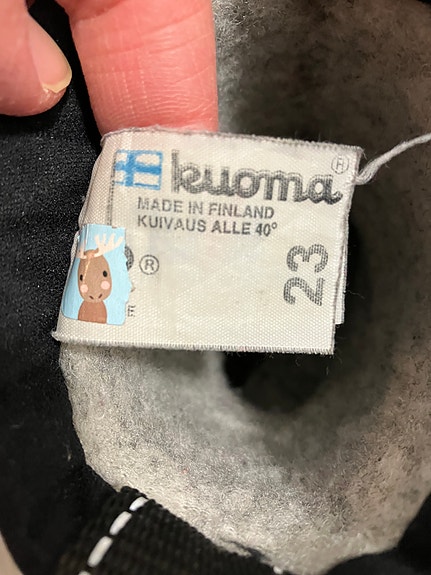 kuoma®
MADE IN FINLAND
KUIVAUS ALLE 40°
®
E
23